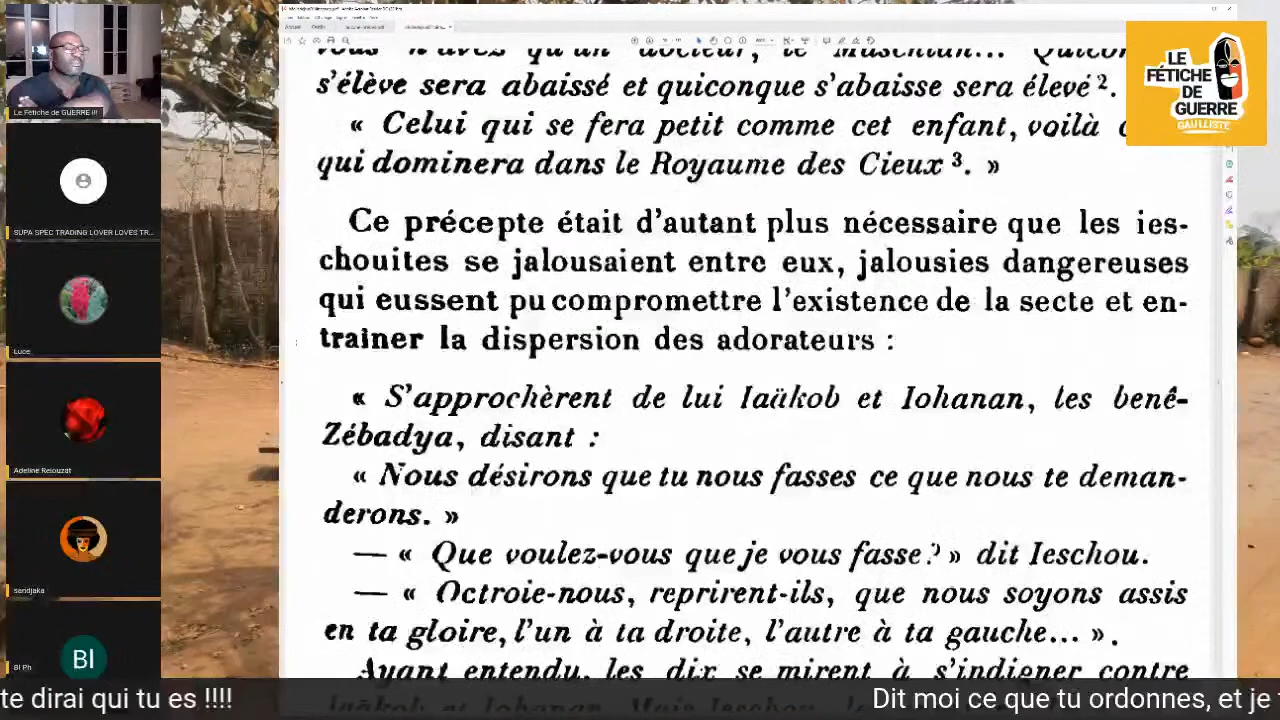 s'élève sera abaissé et quiconque s'abaisse sera élevé².
« Celui qui se fera petit comme cet enfant, voilà
qui dominera dans le Royaume des Cieux³. »
Ce précepte était d'autant plus nécessaire que les ies-
chouites se jalousaient entre eux, jalousies dangereuses
qui eussent pu compromettre l'existence de la secte et en-
traîner la dispersion des adorateurs :
« S'approchèrent de lui Iaäkob et Iohanan, les benê-
Zébadya, disant :
« Nous désirons que tu nous fasses ce que nous te deman-
derons. »
— « Que voulez-vous que je vous fasse? » dit Ieschou.
— « Octroie-nous, reprirent-ils, que nous soyons assis
en ta gloire, l'un à ta droite, l'autre à ta gauche... ».
Ayant entendu, les dix se mirent à s'indigner contre
LE
FÉTICHE
DE
GUERRE
GAULLISTE
Le Fétiche de GUERRE !!!
SUPA SPEC TRADING LOVER LOVES TR...
Luce
Adeline Relouzat
sandjaka
BI
BI Ph
te dirai qui tu es !!!!
Dit moi ce que tu ordonnes, et je